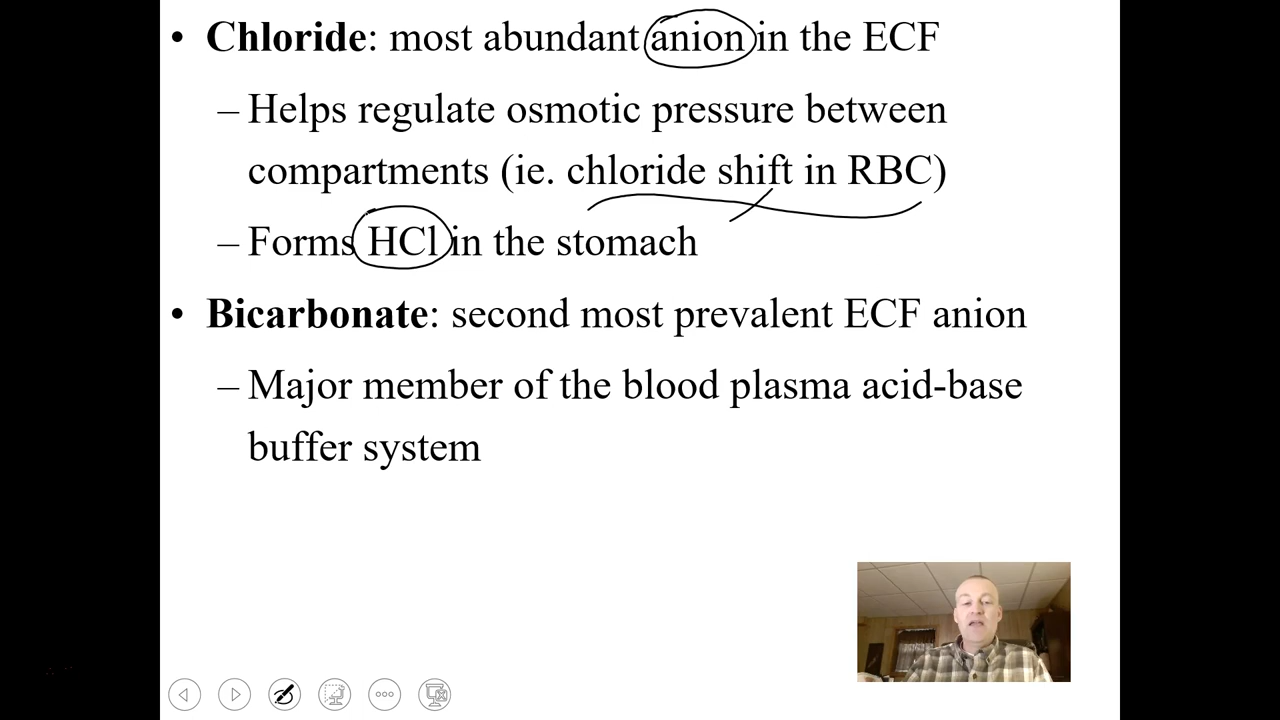 • Chloride: most abundant anion in the ECF
– Helps regulate osmotic pressure between
compartments (ie. chloride shift in RBC)
– Forms HCl in the stomach
• Bicarbonate: second most prevalent ECF anion
– Major member of the blood plasma acid-base
buffer system